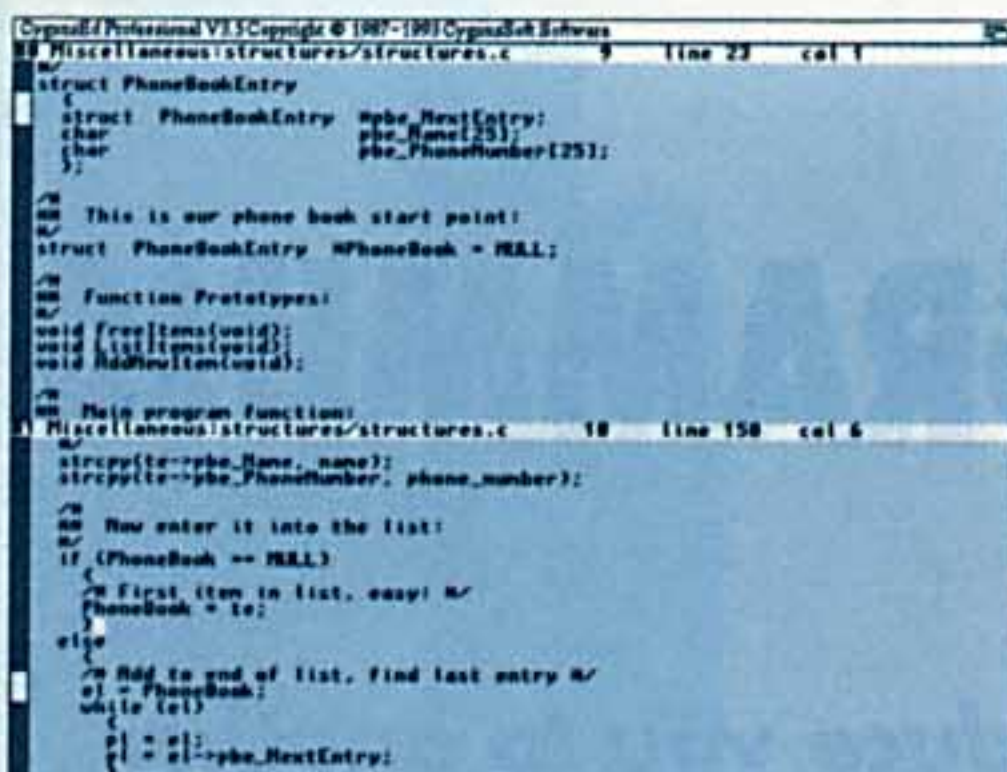 CygnusEd Professional V3.5 Copyright © 1987-1993 CygnusSoft Software
Miscellaneous:structures/structures.c 9 line 23 col 1
*/
struct PhoneBookEntry
{
struct PhoneBookEntry *pbe_NextEntry;
char pbe_Name[25];
char pbe_PhoneNumber[25];
};
/*
** This is our phone book start point:
*/
struct PhoneBookEntry *PhoneBook = NULL;
/*
** Function Prototypes:
*/
void FreeItems(void);
void ListItems(void);
void AddNewItem(void);
/*
** Main program function:
Miscellaneous:structures/structures.c 10 line 150 col 6
*/
strcpy(te->pbe_Name, name);
strcpy(te->pbe_PhoneNumber, phone_number);
/*
** Now enter it into the list:
*/
if (PhoneBook == NULL)
{
/* First item in list, easy! */
PhoneBook = te;
}
else
{
/* Add to end of list, find last entry */
el = PhoneBook;
while (el)
{
= el;
el = el->pbe_NextEntry;